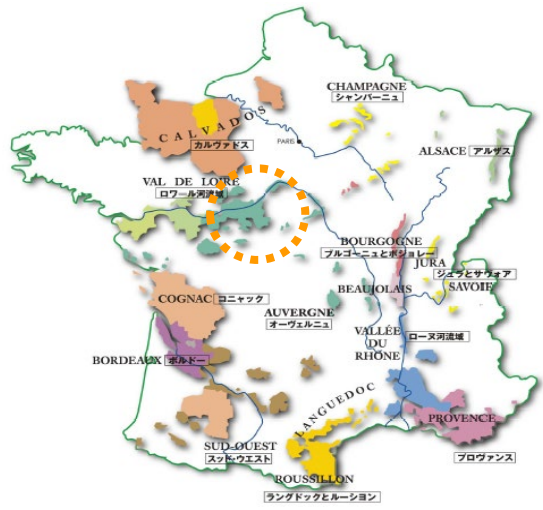 CHAMPAGNE
シャンパーニュ
CALVADOS
カルヴァドス
PARIS
ALSACE アルザス
VAL DE LOIRE
ロワール河流域
BOURGOGNE
ブルゴーニュとボジョレー
JURA
ジュラとサヴォア
SAVOIE
BEAUJOLAIS
COGNAC コニャック
AUVERGNE
オーヴェルニュ
VALLÉE
DU
RHÔNE
ローヌ河流域
BORDEAUX ボルドー
LANGUEDOC
PROVENCE
プロヴァンス
SUD-OUEST
スッド・ウエスト
ROUSSILLON
ラングドックとルーション